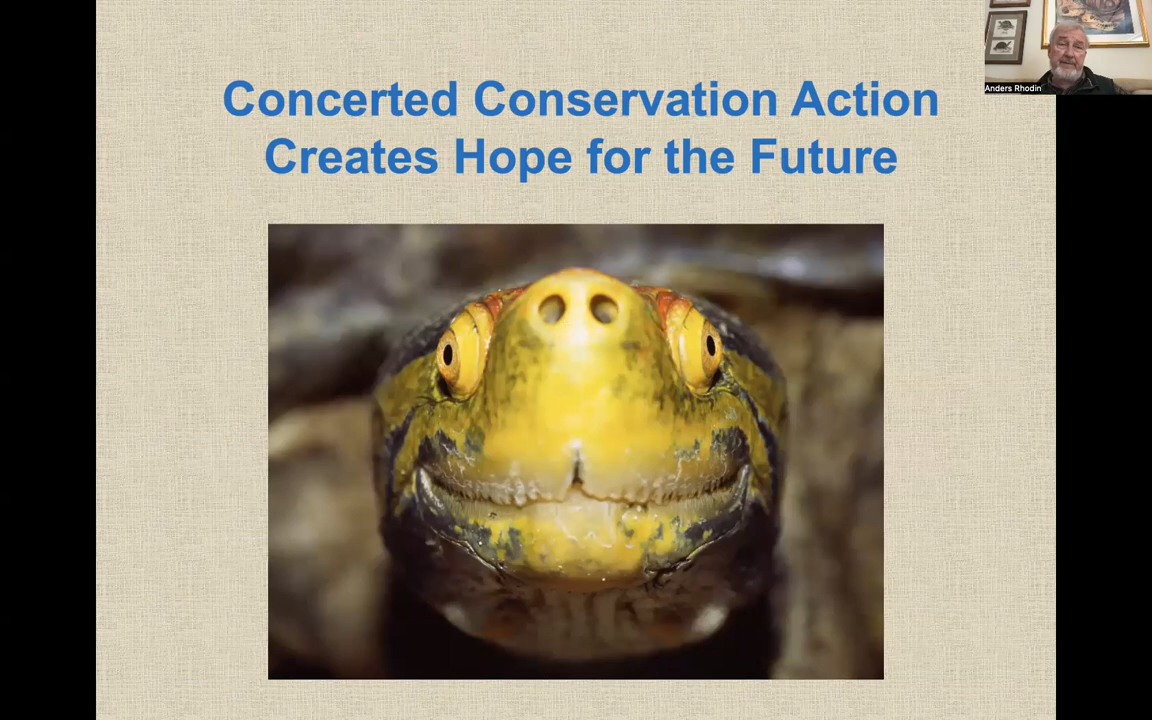 Concerted Conservation Action
Creates Hope for the Future
Anders Rhodin